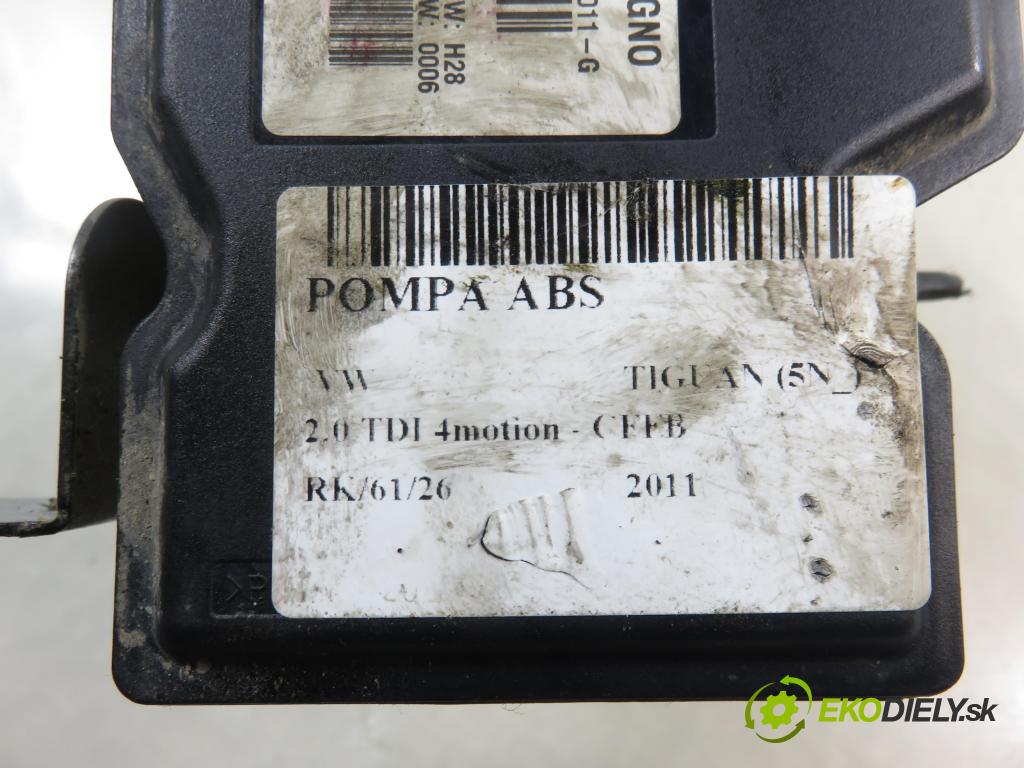 GNO
011-G
W: H28
W: 0006
POMPA ABS
VW TIGUAN (5N_)
2.0 TDI 4motion - CFFB
RK/61/26 2011
>P
EKODIELY.sk